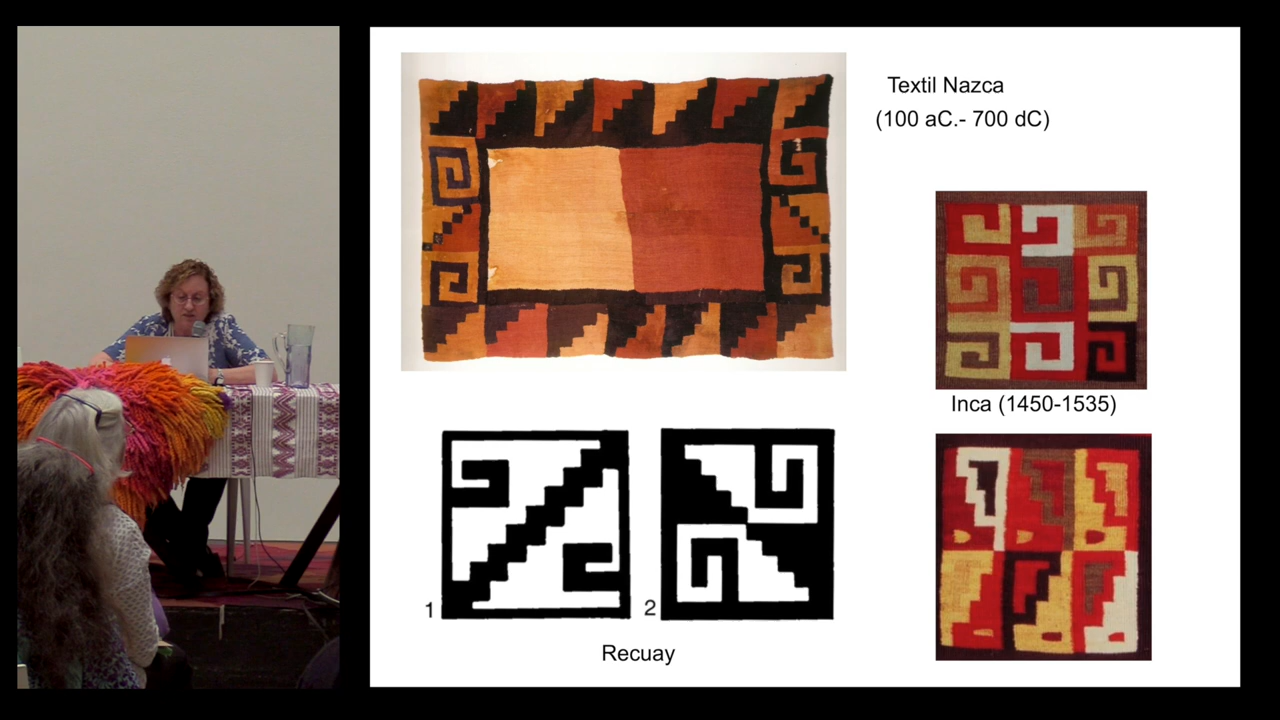 Textil Nazca
(100 aC.- 700 dC)
Inca (1450-1535)
1
2
Recuay